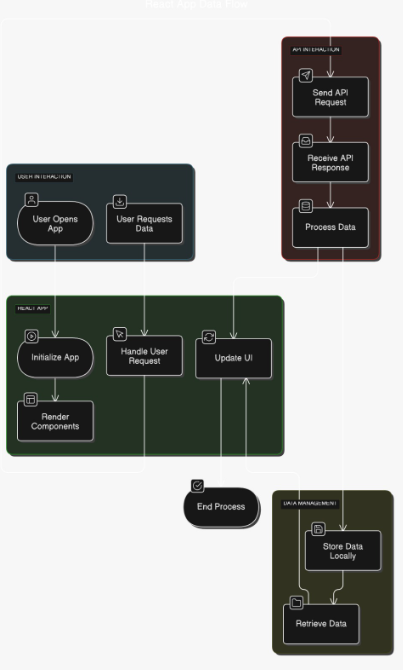 React App Data Flow
API INTERACTION
Send API
Request
Receive API
Response
Process Data
USER INTERACTION
User Opens
App
User Requests
Data
REACT APP
Initialize App
Handle User
Request
Update UI
Render
Components
End Process
DATA MANAGEMENT
Store Data
Locally
Retrieve Data